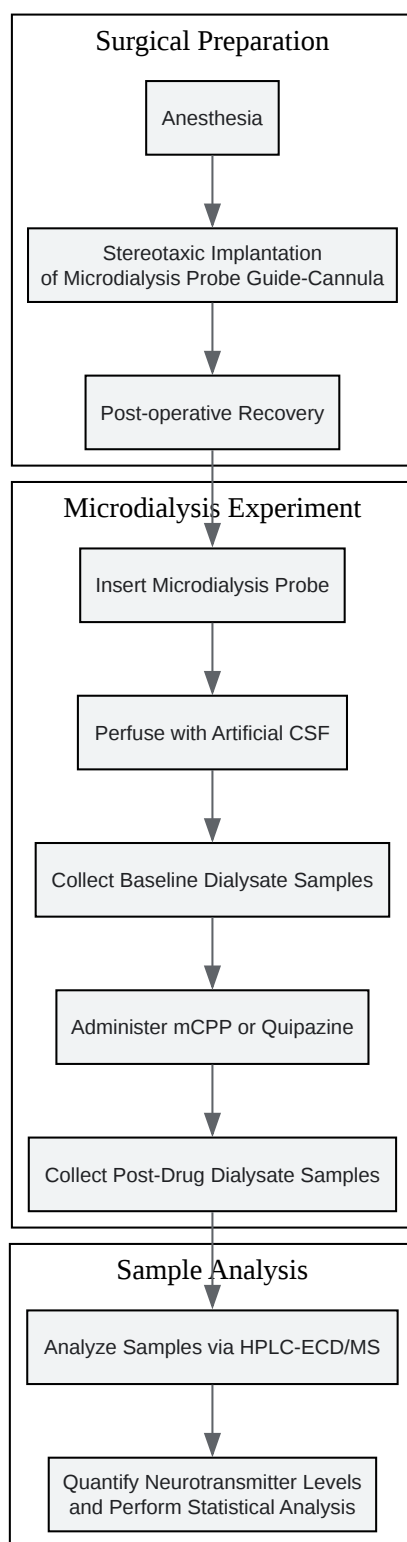 Surgical Preparation
Anesthesia
Stereotaxic Implantation
of Microdialysis Probe Guide-Cannula
Post-operative Recovery
Microdialysis Experiment
Insert Microdialysis Probe
Perfuse with Artificial CSF
Collect Baseline Dialysate Samples
Administer mCPP or Quipazine
Collect Post-Drug Dialysate Samples
Sample Analysis
Analyze Samples via HPLC-ECD/MS
Quantify Neurotransmitter Levels
and Perform Statistical Analysis